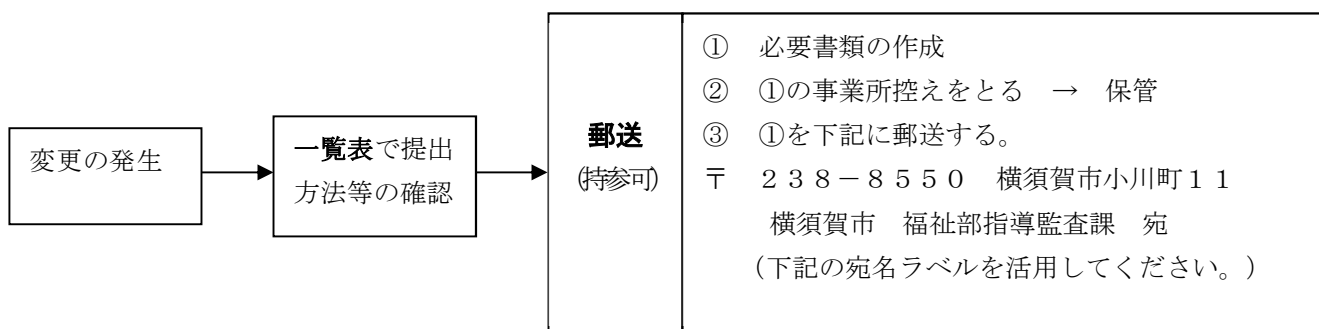 変更の発生
一覧表で提出
方法等の確認
郵送
(持参可)
① 必要書類の作成
② ①の事業所控えをとる → 保管
③ ①を下記に郵送する。
〒 ２３８－８５５０ 横須賀市小川町１１
横須賀市 福祉部指導監査課 宛
（下記の宛名ラベルを活用してください。）